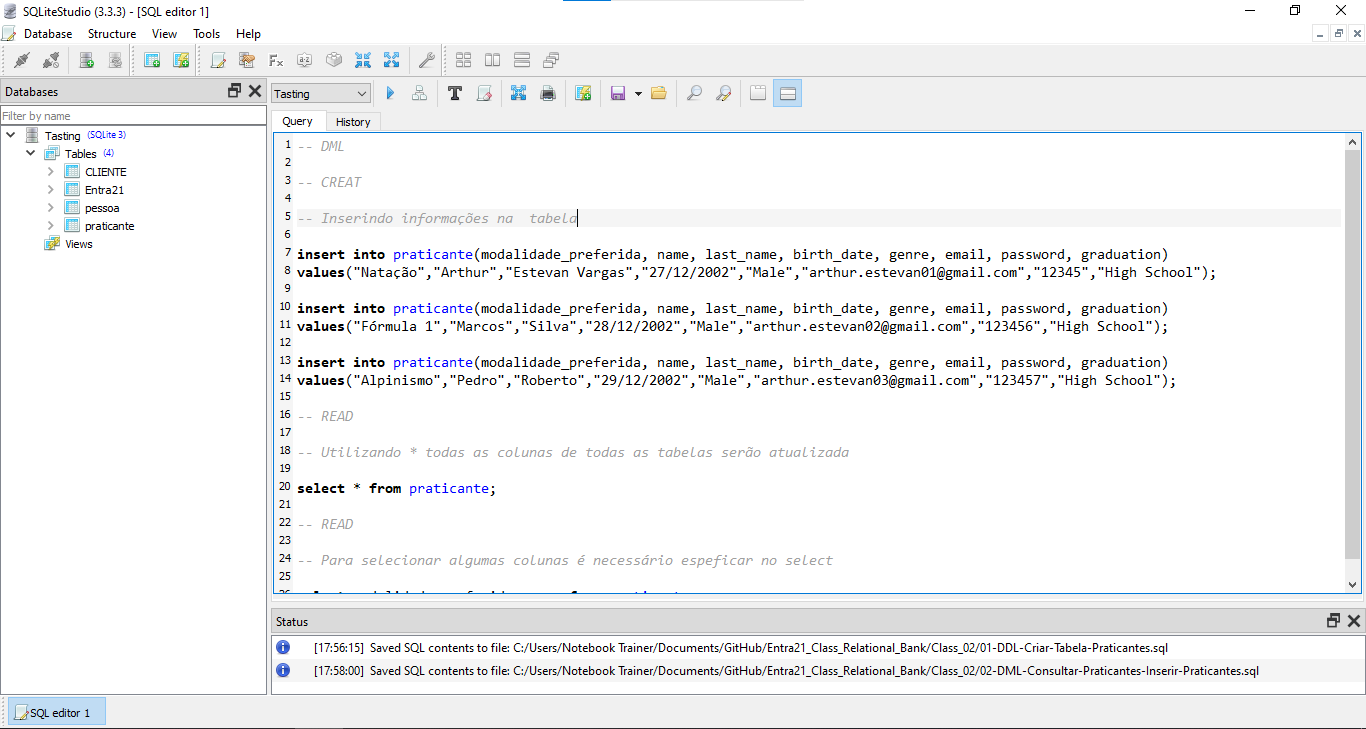 SQLiteStudio (3.3.3) - [SQL editor 1]
Database Structure View Tools Help
Databases
Tasting
Filter by name
Query History
Tasting (SQLite 3)
Tables (4)
CLIENTE
Entra21
pessoa
praticante
Views
1 -- DML
2
3 -- CREAT
4
5 -- Inserindo informações na  tabela
6
7 insert into praticante(modalidade_preferida, name, last_name, birth_date, genre, email, password, graduation)
8 values("Natação","Arthur","Estevan Vargas","27/12/2002","Male","arthur.estevan01@gmail.com","12345","High School");
9
10 insert into praticante(modalidade_preferida, name, last_name, birth_date, genre, email, password, graduation)
11 values("Fórmula 1","Marcos","Silva","28/12/2002","Male","arthur.estevan02@gmail.com","123456","High School");
12
13 insert into praticante(modalidade_preferida, name, last_name, birth_date, genre, email, password, graduation)
14 values("Alpinismo","Pedro","Roberto","29/12/2002","Male","arthur.estevan03@gmail.com","123457","High School");
15
16 -- READ
17
18 -- Utilizando * todas as colunas de todas as tabelas serão atualizada
19
20 select * from praticante;
21
22 -- READ
23
24 -- Para selecionar algumas colunas é necessário espeficar no select
25
Status
[17:56:15] Saved SQL contents to file: C:/Users/Notebook Trainer/Documents/GitHub/Entra21_Class_Relational_Bank/Class_02/01-DDL-Criar-Tabela-Praticantes.sql
[17:58:00] Saved SQL contents to file: C:/Users/Notebook Trainer/Documents/GitHub/Entra21_Class_Relational_Bank/Class_02/02-DML-Consultar-Praticantes-Inserir-Praticantes.sql
SQL editor 1